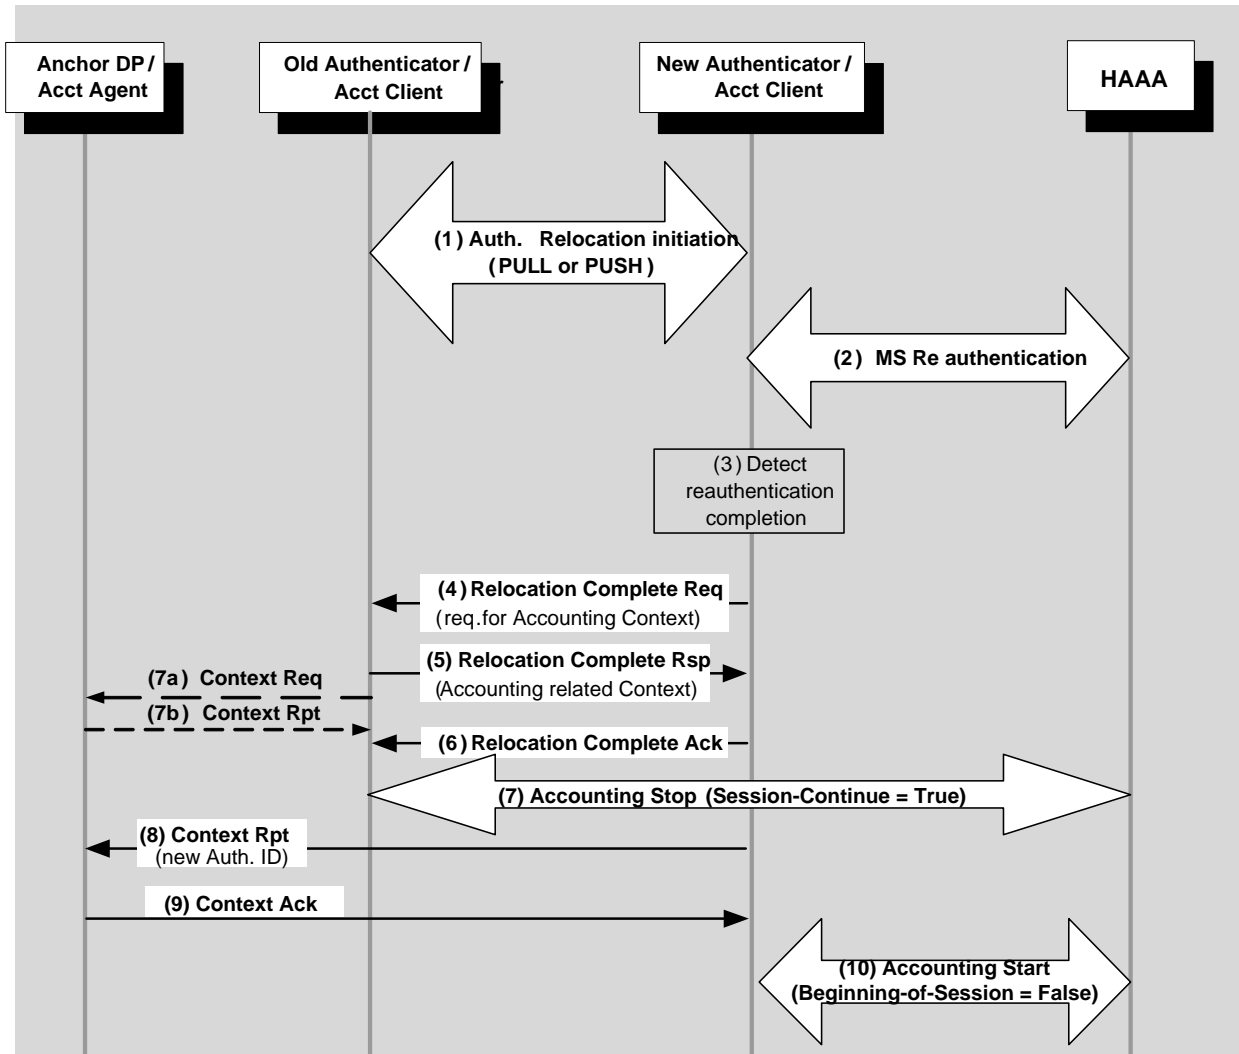 Anchor DP /
Acct Agent
Old Authenticator /
Acct Client
New Authenticator /
Acct Client
HAAA
(1) Auth. Relocation initiation
(PULL or PUSH)
(2) MS Re authentication
(3) Detect
reauthentication
completion
(4) Relocation Complete Req
(req.for Accounting Context)
(5) Relocation Complete Rsp
(Accounting related Context)
(7a) Context Req
(7b) Context Rpt
(6) Relocation Complete Ack
(7) Accounting Stop (Session-Continue = True)
(8) Context Rpt
(new Auth. ID)
(9) Context Ack
(10) Accounting Start
(Beginning-of-Session = False)